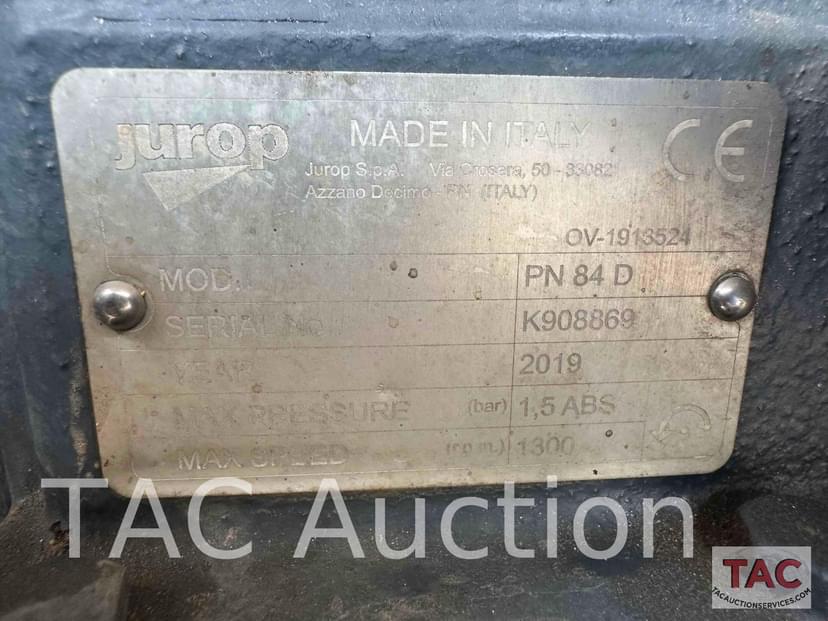 jurop
MADE IN ITALY
CE
Jurop S.p.A. Via Crosera, 50 - 33082
Azzano Decimo - PN (ITALY)
OV-1913524
MOD. PN 84 D
SERIAL No K908869
YEAR 2019
MAX PRESSURE (bar) 1,5 ABS
MAX SPEED (r.p.m.) 1300
TAC Auction
TAC
TACAUCTIONSERVICES.COM